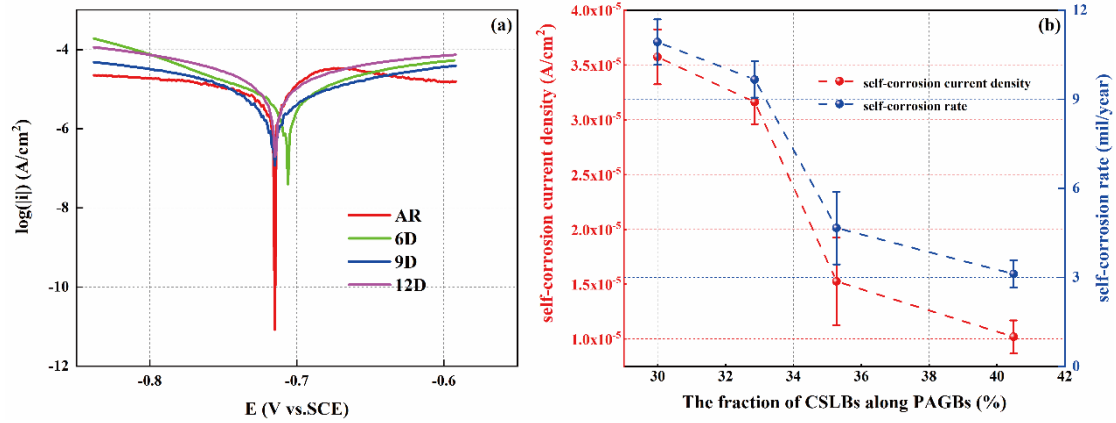 (a)
log(|i|) (A/cm²)
-4
-6
-8
-10
-12
AR
6D
9D
12D
-0.8
-0.7
-0.6
E (V vs.SCE)
(b)
self-corrosion current density (A/cm²)
4.0x10⁻⁵
3.5x10⁻⁵
3.0x10⁻⁵
2.5x10⁻⁵
2.0x10⁻⁵
1.5x10⁻⁵
1.0x10⁻⁵
self-corrosion current density
self-corrosion rate
12
9
6
3
0
self-corrosion rate (mil/year)
30
32
34
36
38
40
42
The fraction of CSLBs along PAGBs (%)